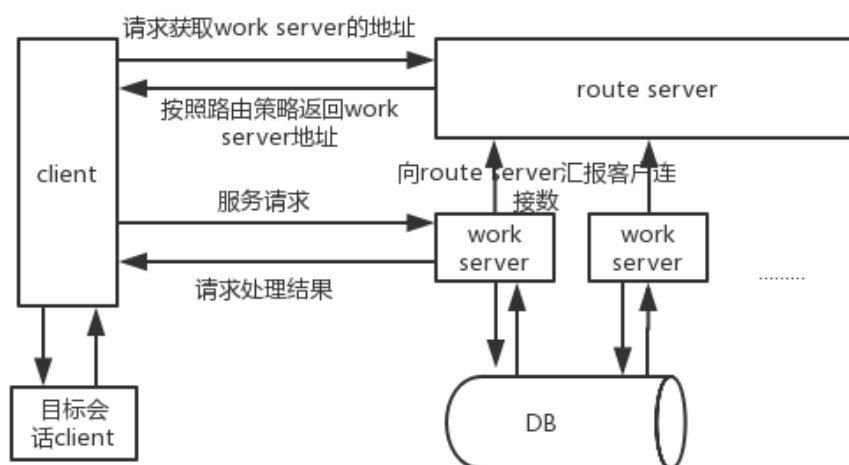 请求获取work server的地址
route server
按照路由策略返回work
server地址
client
向route server汇报客户连
接数
服务请求
work
server
work
server
.........
请求处理结果
目标会
话client
DB